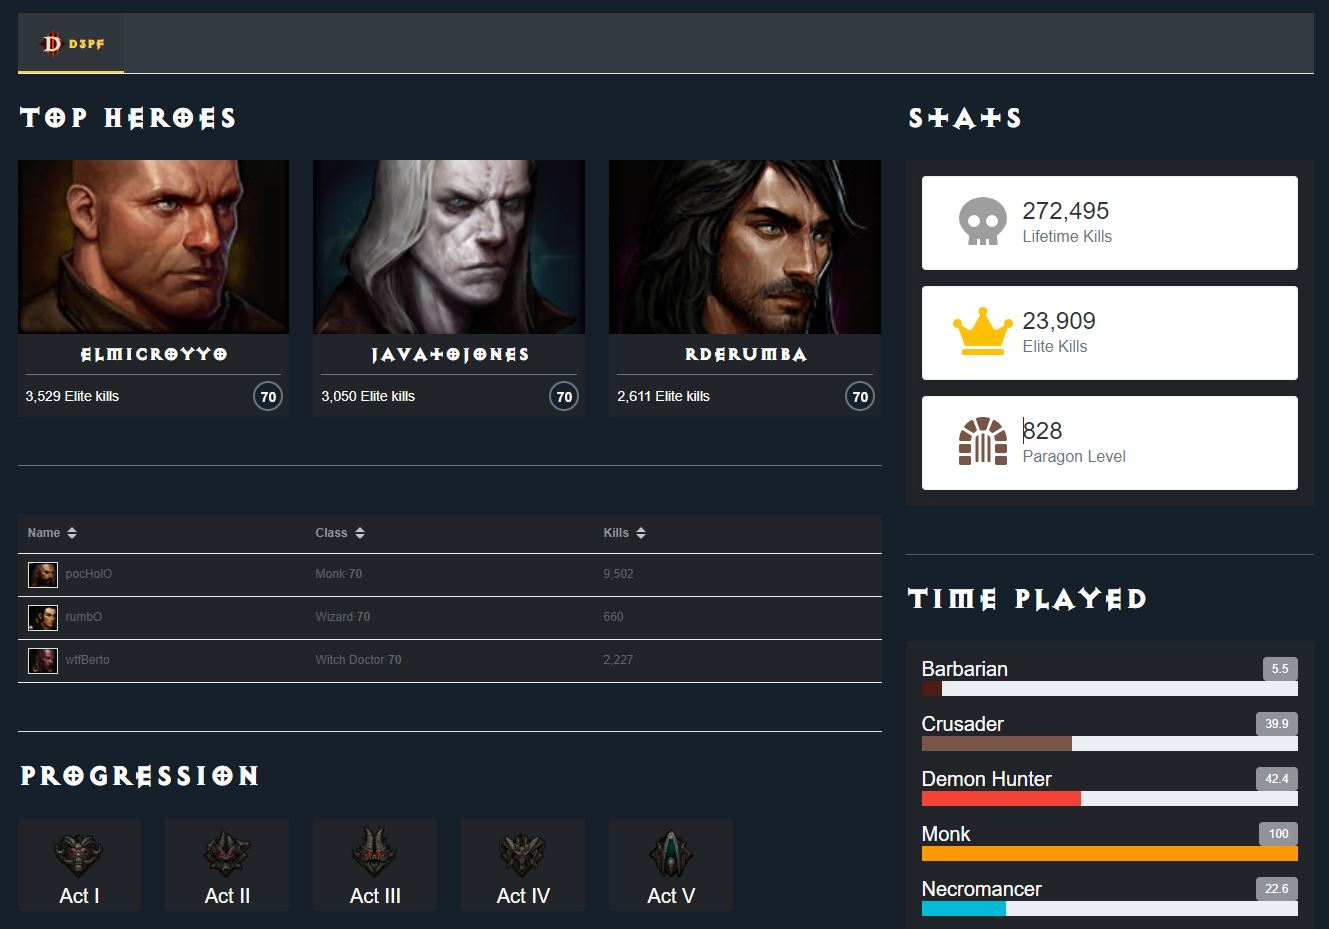 D3PF
TOP HEROES
ELMICROYYO
3,529 Elite kills
70
JAVATOJONES
3,050 Elite kills
70
RDERUMBA
2,611 Elite kills
70
Name Class Kills
pocHolO Monk·70 9,502
rumbO Wizard·70 660
wtfBerto Witch Doctor·70 2,227
PROGRESSION
Act I
Act II
Act III
Act IV
Act V
STATS
272,495
Lifetime Kills
23,909
Elite Kills
828
Paragon Level
TIME PLAYED
Barbarian 5.5
Crusader 39.9
Demon Hunter 42.4
Monk 100
Necromancer 22.6